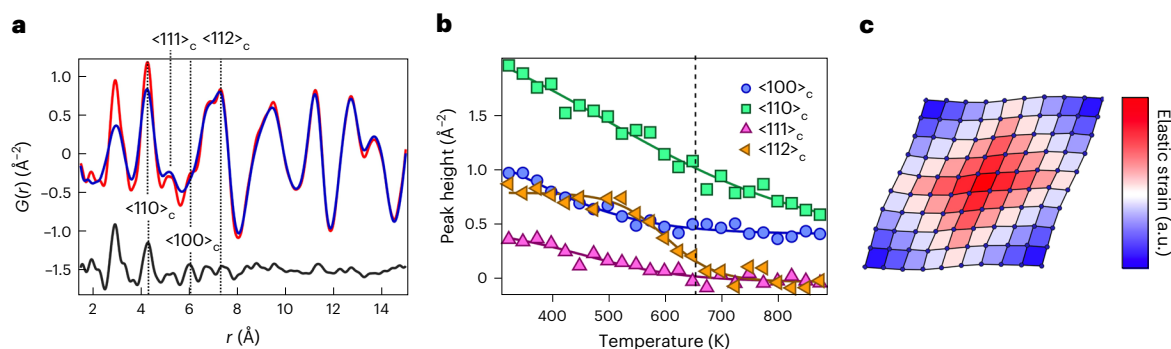 a
<111>c <112>c
1.0
0.5
0
−0.5
−1.0
−1.5
G(r) (Å−2)
<110>c
<100>c
2 4 6 8 10 12 14
r (Å)
b
1.5
1.0
0.5
0
Peak height (Å−2)
<100>c
<110>c
<111>c
<112>c
400 500 600 700 800
Temperature (K)
c
Elastic strain (a.u.)